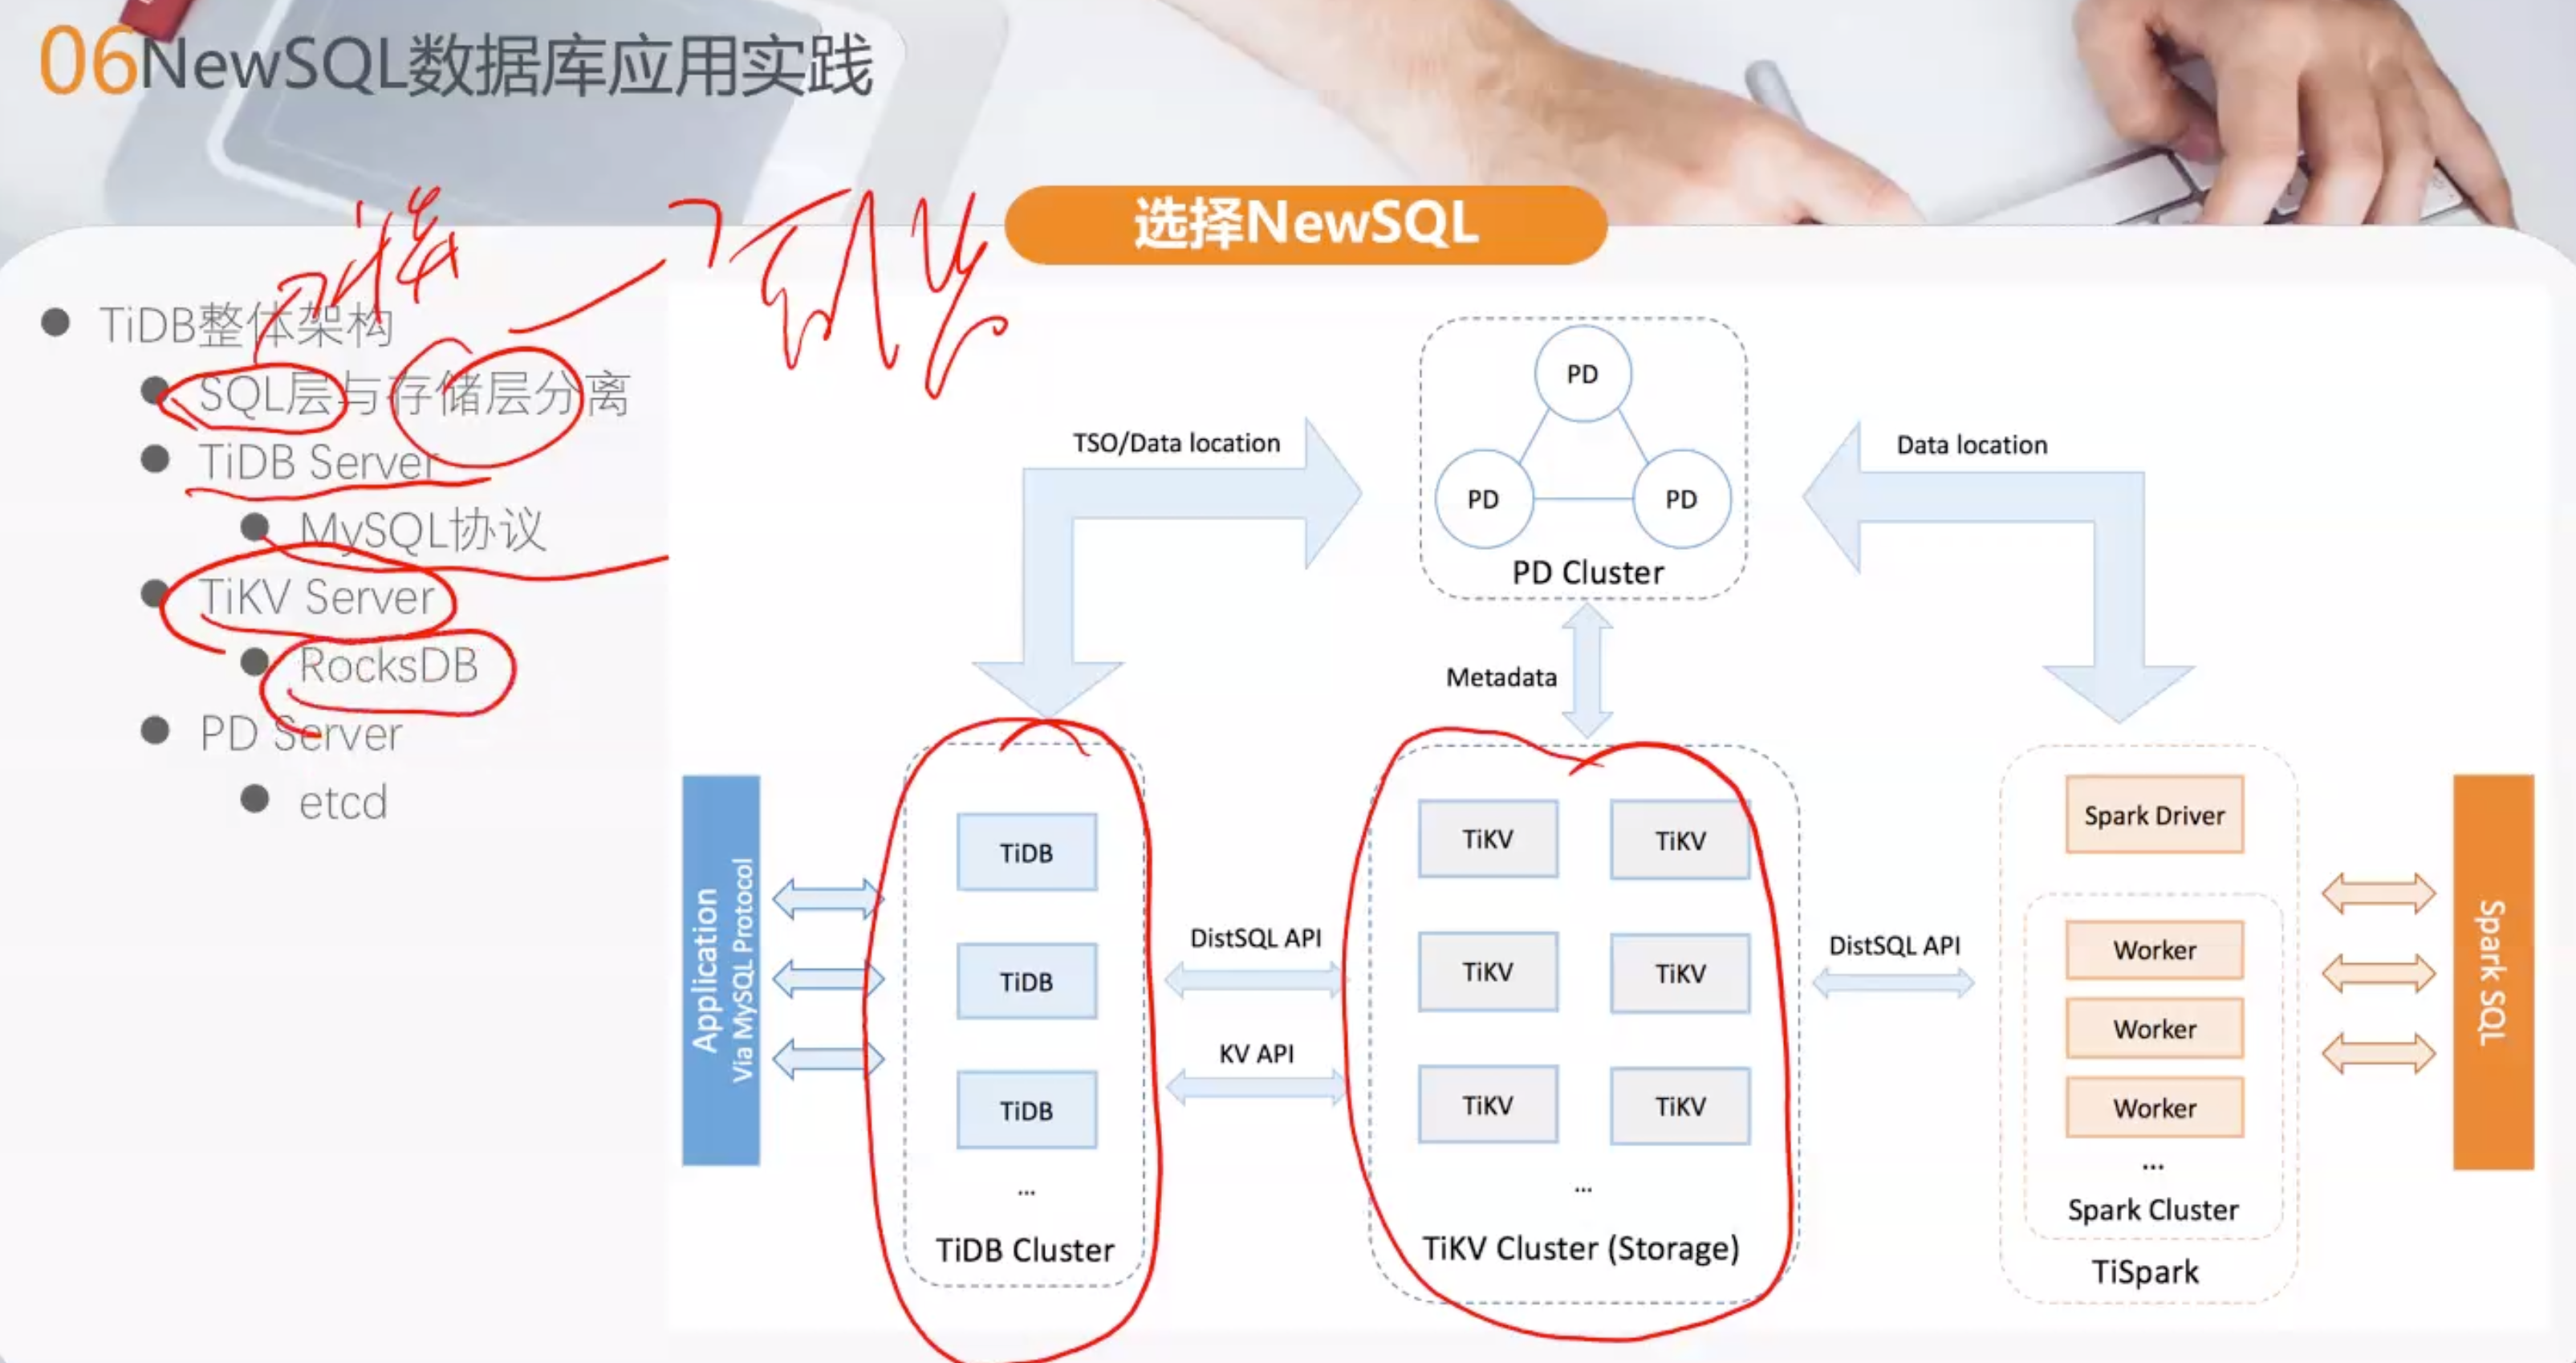 06NewSQL数据库应用实践
选择NewSQL
对接
TiDB整体架构
SQL层与存储层分离
TiDB Server
MySQL协议
TiKV Server
RocksDB
PD Server
etcd
PD
PD
PD
PD Cluster
TSO/Data location
Data location
Metadata
Application
Via MySQL Protocol
TiDB
TiDB
TiDB
...
TiDB Cluster
DistSQL API
KV API
TiKV TiKV
TiKV TiKV
TiKV TiKV
...
TiKV Cluster (Storage)
DistSQL API
Spark Driver
Worker
Worker
Worker
...
Spark Cluster
TiSpark
Spark SQL